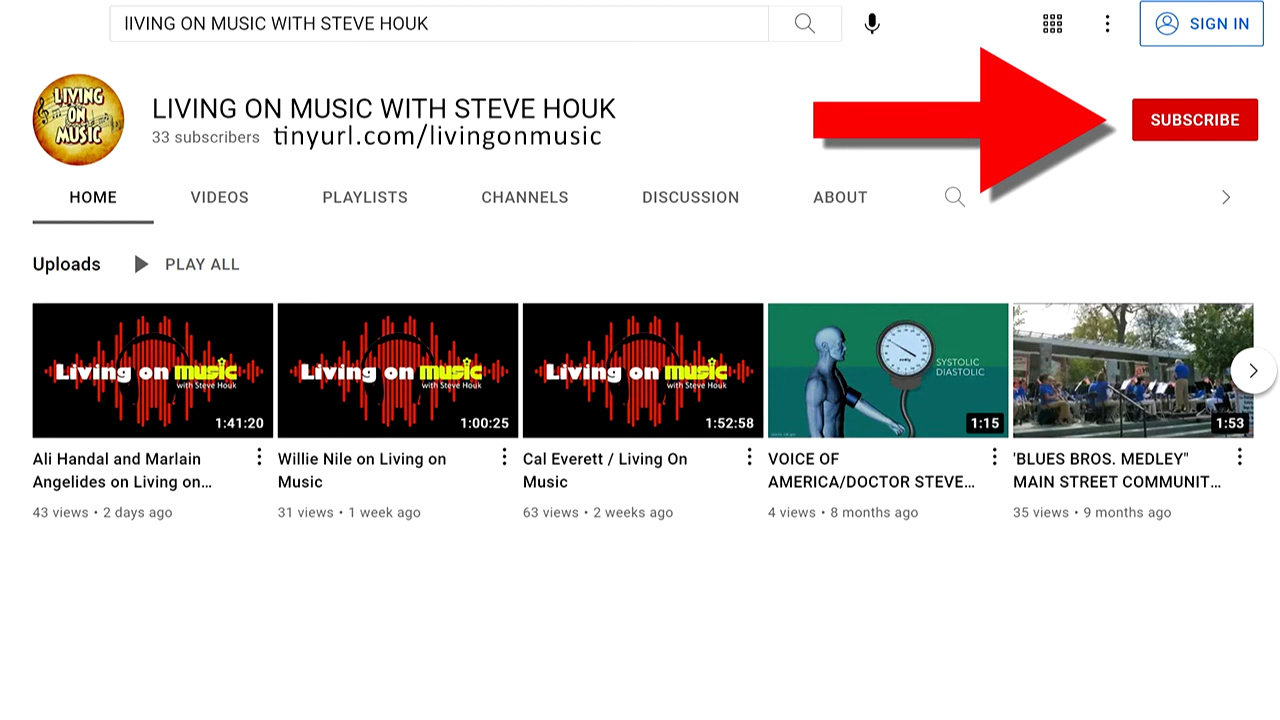 lIVING ON MUSIC WITH STEVE HOUK
SIGN IN
LIVING ON MUSIC
LIVING ON MUSIC WITH STEVE HOUK
33 subscribers tinyurl.com/livingonmusic
SUBSCRIBE
HOME VIDEOS PLAYLISTS CHANNELS DISCUSSION ABOUT
Uploads PLAY ALL
Living on music
with Steve Houk
1:41:20
Living on music
with Steve Houk
1:00:25
Living on music
with Steve Houk
1:52:58
SYSTOLIC
DIASTOLIC
1:15
1:53
Ali Handal and Marlain
Angelides on Living on...
43 views • 2 days ago
Willie Nile on Living on
Music
31 views • 1 week ago
Cal Everett / Living On
Music
63 views • 2 weeks ago
VOICE OF
AMERICA/DOCTOR STEVE...
4 views • 8 months ago
'BLUES BROS. MEDLEY"
MAIN STREET COMMUNIT...
35 views • 9 months ago